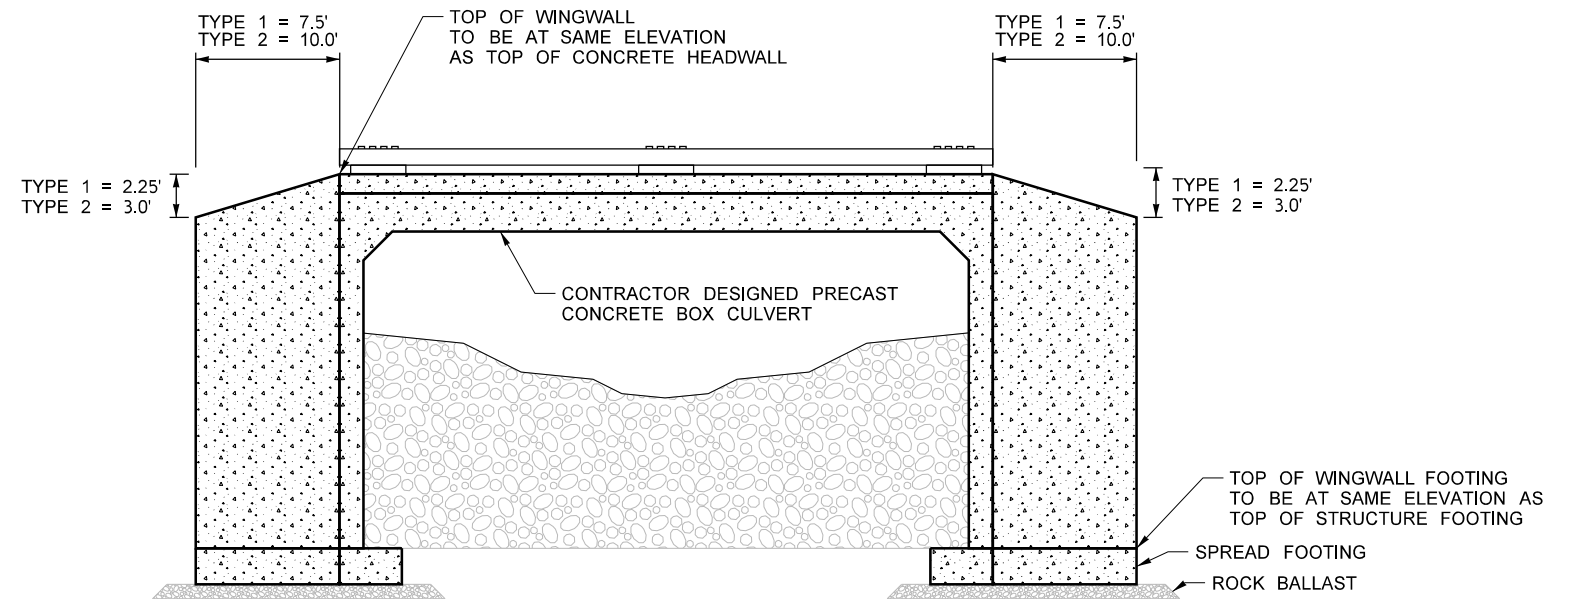 TYPE 1 = 7.5'
TYPE 2 = 10.0'
TOP OF WINGWALL
TO BE AT SAME ELEVATION
AS TOP OF CONCRETE HEADWALL
TYPE 1 = 7.5'
TYPE 2 = 10.0'
TYPE 1 = 2.25'
TYPE 2 = 3.0'
TYPE 1 = 2.25'
TYPE 2 = 3.0'
CONTRACTOR DESIGNED PRECAST
CONCRETE BOX CULVERT
TOP OF WINGWALL FOOTING
TO BE AT SAME ELEVATION AS
TOP OF STRUCTURE FOOTING
SPREAD FOOTING
ROCK BALLAST